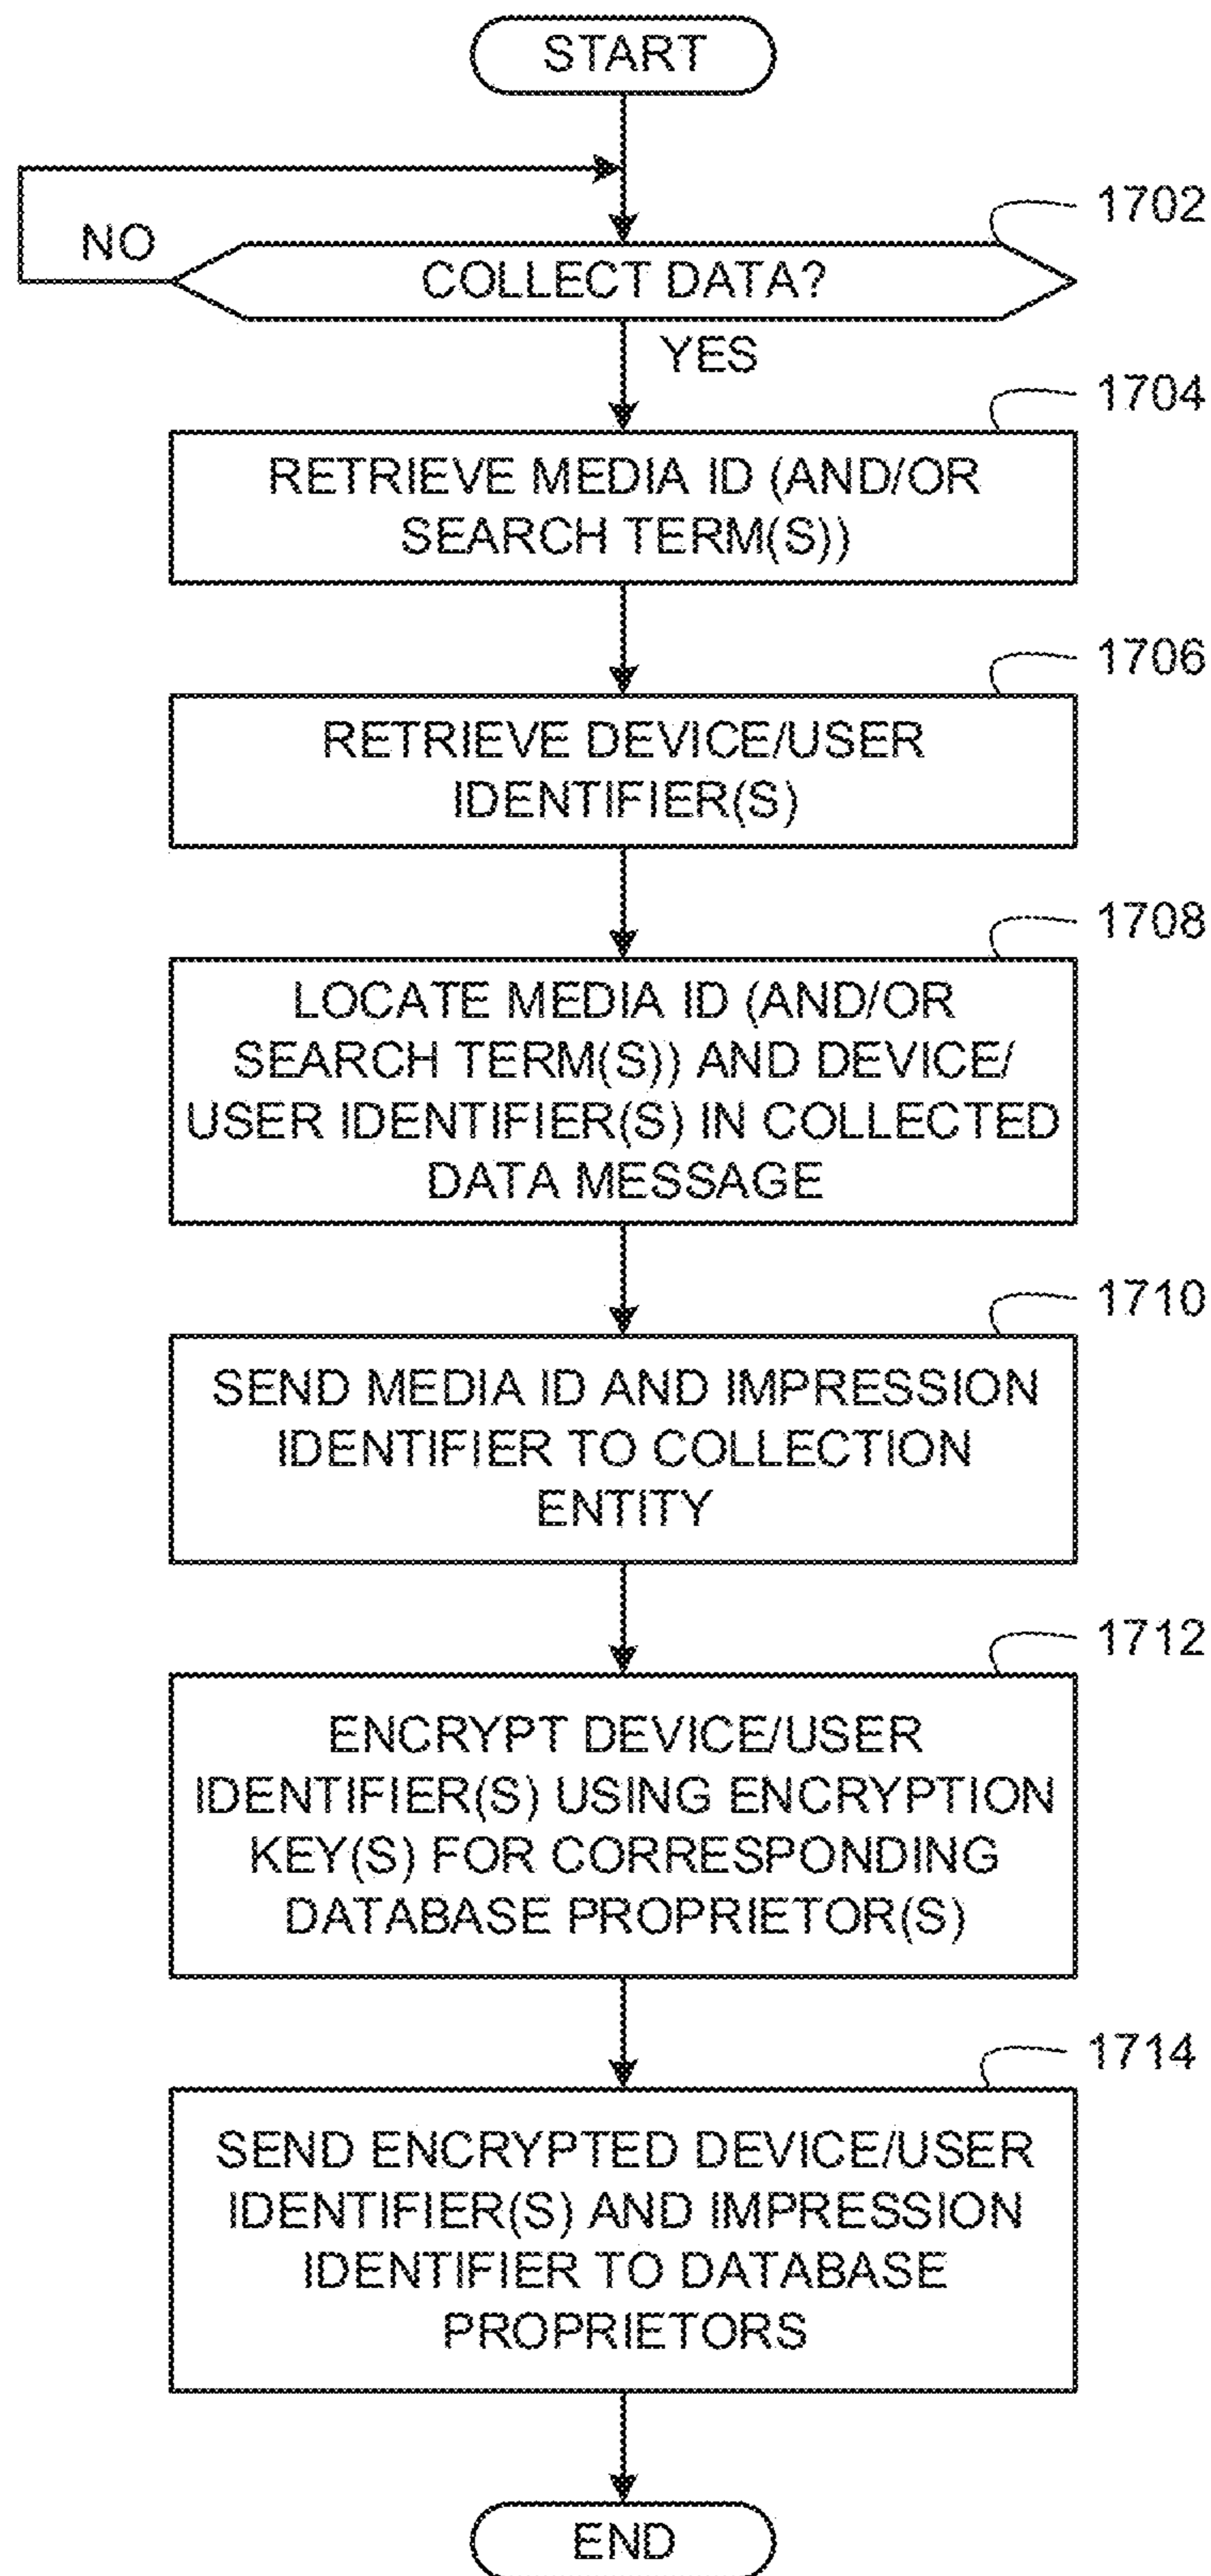 START
NO
1702
COLLECT DATA?
YES
1704
RETRIEVE MEDIA ID (AND/OR
SEARCH TERM(S))
1706
RETRIEVE DEVICE/USER
IDENTIFIER(S)
1708
LOCATE MEDIA ID (AND/OR
SEARCH TERM(S)) AND DEVICE/
USER IDENTIFIER(S) IN COLLECTED
DATA MESSAGE
1710
SEND MEDIA ID AND IMPRESSION
IDENTIFIER TO COLLECTION
ENTITY
1712
ENCRYPT DEVICE/USER
IDENTIFIER(S) USING ENCRYPTION
KEY(S) FOR CORRESPONDING
DATABASE PROPRIETOR(S)
1714
SEND ENCRYPTED DEVICE/USER
IDENTIFIER(S) AND IMPRESSION
IDENTIFIER TO DATABASE
PROPRIETORS
END